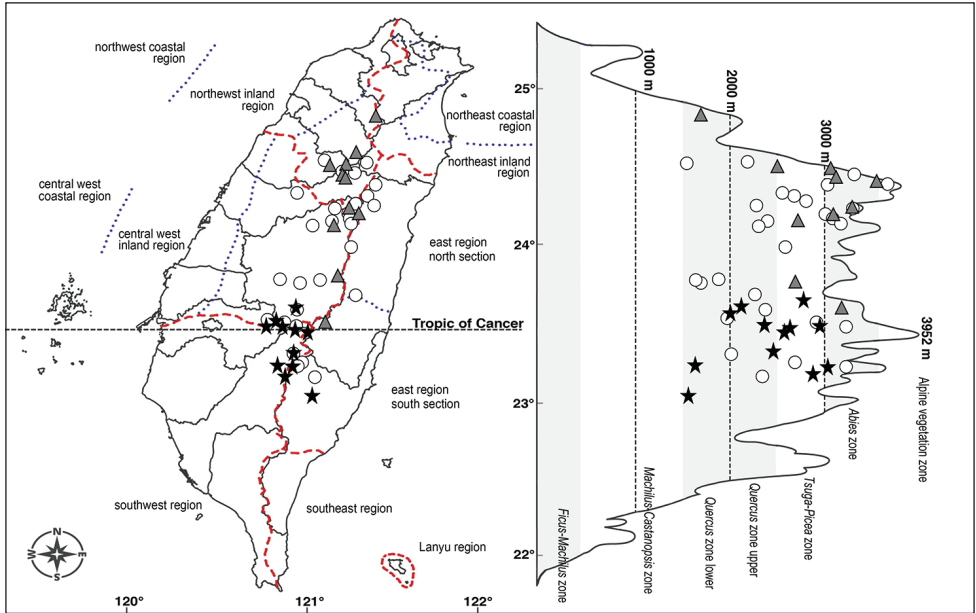 northwest coastal
region
northewst inland
region
northeast coastal
region
northeast inland
region
central west
coastal region
central west
inland region
east region
north section
Tropic of Cancer
east region
south section
southwest region
southeast region
Lanyu region
N
E
S
W
120°
121°
122°
25°
24°
23°
22°
1000 m
2000 m
3000 m
3952 m
Alpine vegetation zone
Abies zone
Tsuga-Picea zone
Quercus zone upper
Quercus zone lower
Machilus-Castanopsis zone
Ficus-Machilus zone